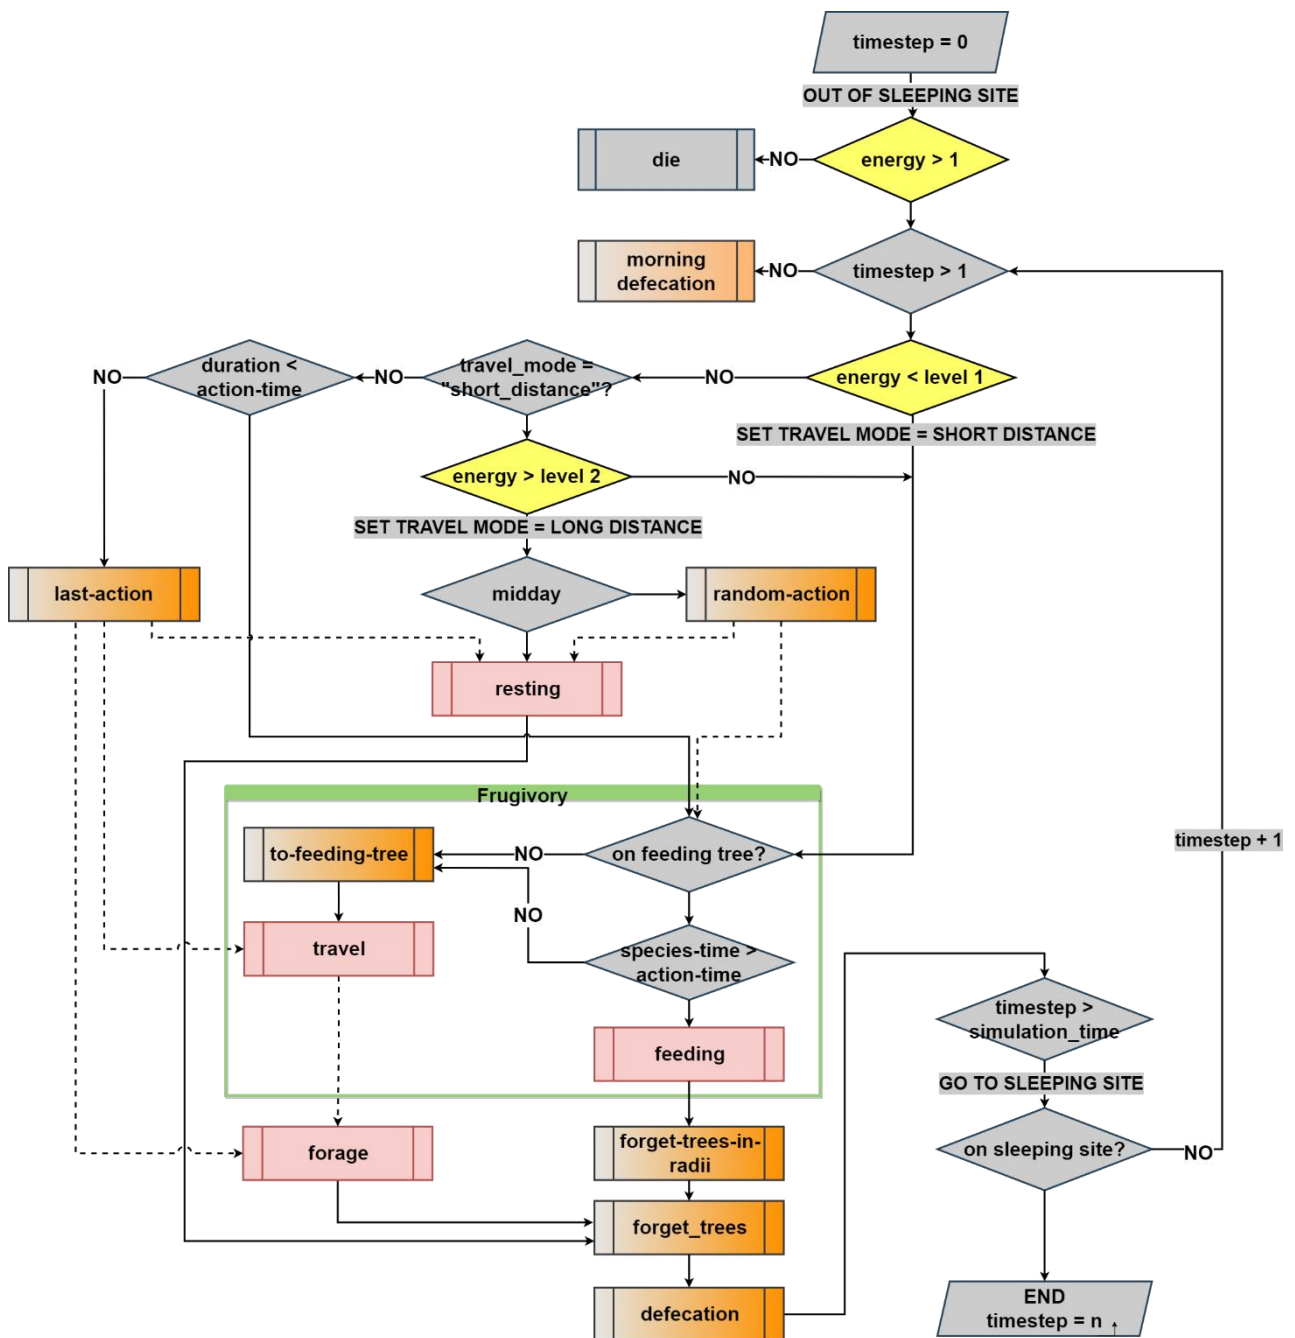 timestep = 0
OUT OF SLEEPING SITE
energy > 1
NO
die
timestep > 1
NO
morning
defecation
energy < level 1
NO
travel_mode =
"short_distance"?
NO
duration <
action-time
NO
SET TRAVEL MODE = SHORT DISTANCE
energy > level 2
NO
SET TRAVEL MODE = LONG DISTANCE
midday
random-action
last-action
resting
Frugivory
on feeding tree?
NO
to-feeding-tree
timestep + 1
NO
travel
species-time >
action-time
feeding
timestep >
simulation_time
GO TO SLEEPING SITE
on sleeping site?
NO
forage
forget-trees-in-
radii
forget_trees
defecation
END
timestep = n